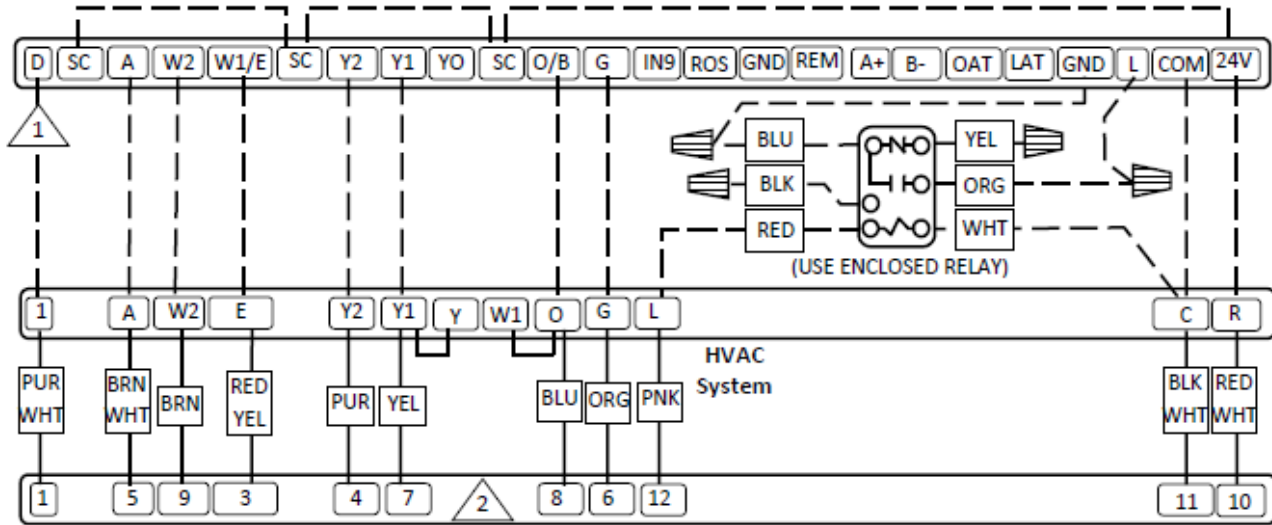 D SC A W2 W1/E SC Y2 Y1 YO SC O/B G IN9 ROS GND REM A+ B- OAT LAT GND L COM 24V
1
BLU YEL
BLK ORG
RED WHT
(USE ENCLOSED RELAY)
1 A W2 E Y2 Y1 Y W1 O G L C R
HVAC
System
PUR
WHT
BRN
WHT
BRN
RED
YEL
PUR
YEL
BLU
ORG
PNK
BLK
WHT
RED
WHT
1 5 9 3 4 7 2 8 6 12 11 10